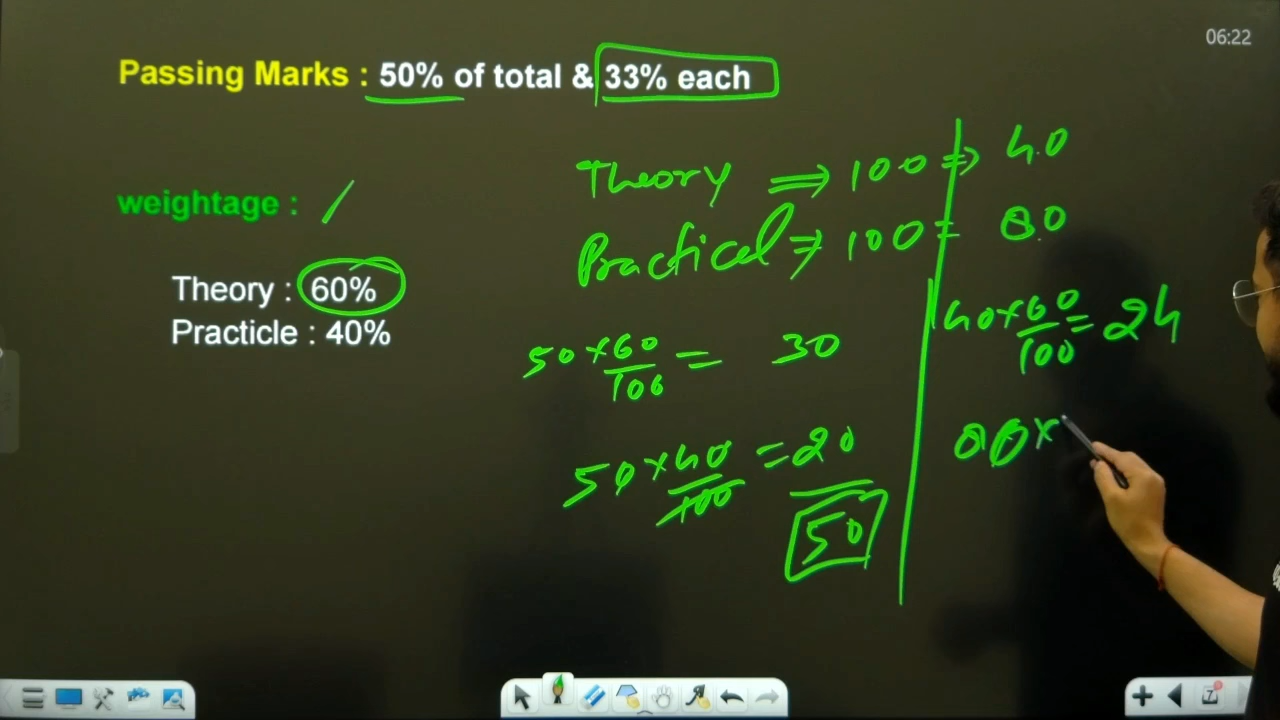 06:22
Passing Marks : 50% of total & 33% each
Theory ⇒ 100 ⇒ 40
weightage :
Practical ⇒ 100 = 80
Theory : 60%
Practicle : 40%
40×60/100 = 24
50×60/100 = 30
80×
50×40/100 = 20
50